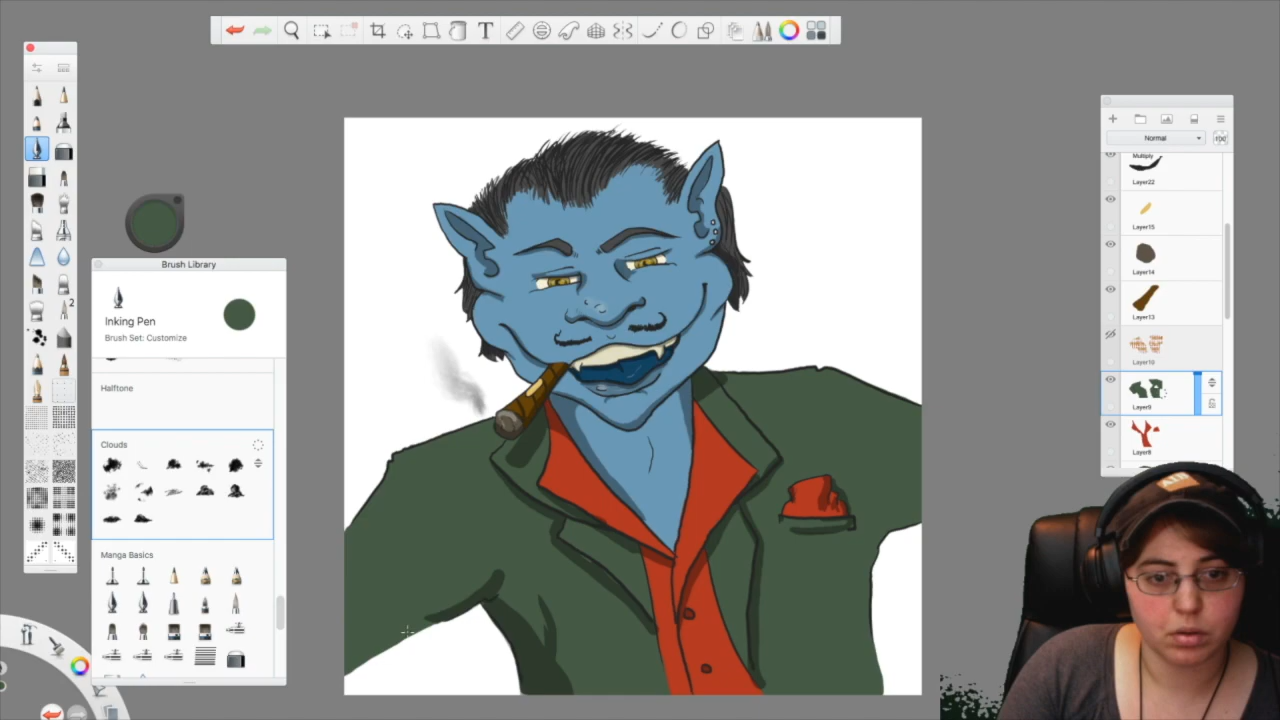 Normal
Multiply
Layer22
Layer15
Layer14
Layer13
Layer10
Layer9
Layer8
Brush Library
Inking Pen
Brush Set: Customize
Halftone
Clouds
Manga Basics
2
T